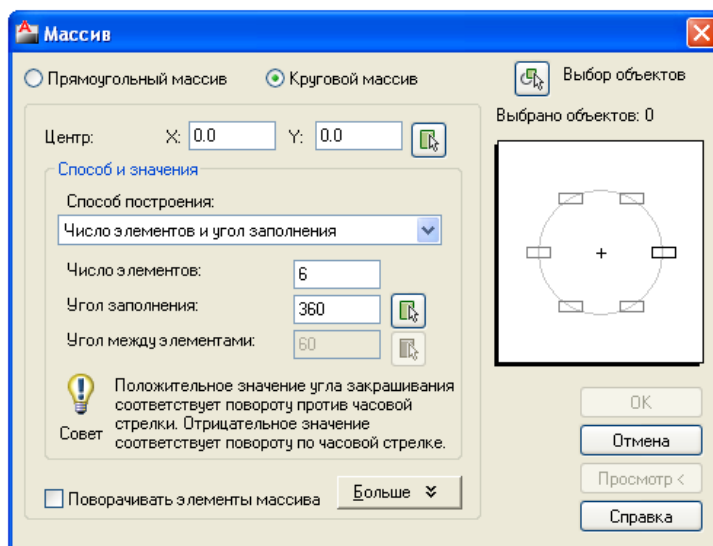 Массив
Прямоугольный массив
Круговой массив
Выбор объектов
Выбрано объектов: 0
Центр: X: 0.0 Y: 0.0
Способ и значения
Способ построения:
Число элементов и угол заполнения
Число элементов: 6
Угол заполнения: 360
Угол между элементами: 60
Положительное значение угла закрашивания
соответствует повороту против часовой
стрелки. Отрицательное значение
соответствует повороту по часовой стрелке.
Совет
Поворачивать элементы массива
Больше
OK
Отмена
Просмотр <
Справка